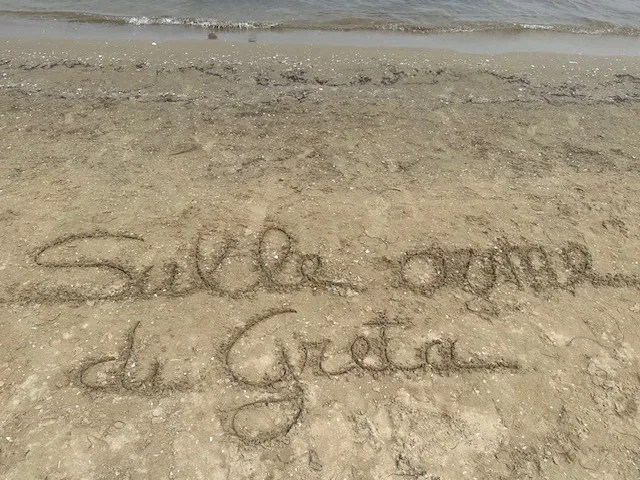 Sulle orme
di Greta